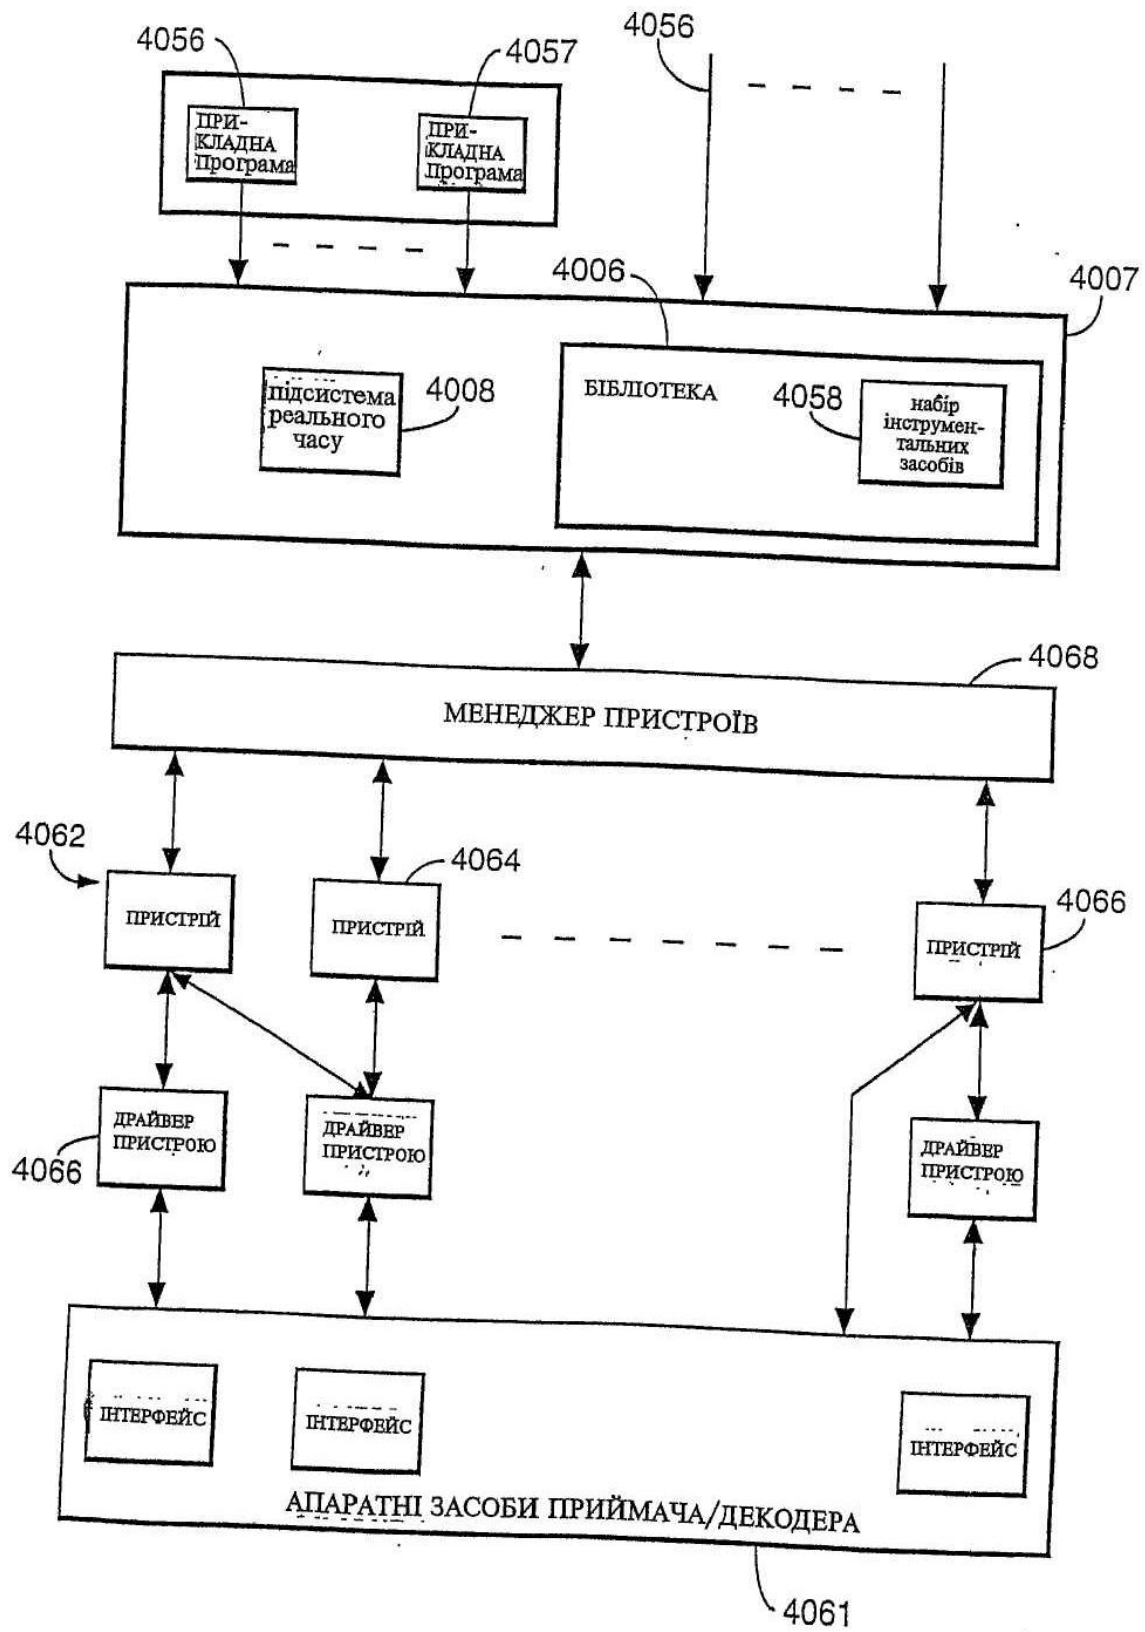 4056
4057
4056
ПРИ-
КЛАДНА
Програма
ПРИ-
КЛАДНА
Програма
4006
4007
підсистема
реального
часу
4008
БІБЛІОТЕКА
4058
набір
інструмен-
тальних
засобів
4068
МЕНЕДЖЕР ПРИСТРОЇВ
4062
4064
4066
ПРИСТРІЙ
ПРИСТРІЙ
ПРИСТРІЙ
ДРАЙВЕР
ПРИСТРОЮ
ДРАЙВЕР
ПРИСТРОЮ
ДРАЙВЕР
ПРИСТРОЮ
4066
ІНТЕРФЕЙС
ІНТЕРФЕЙС
ІНТЕРФЕЙС
АПАРАТНІ ЗАСОБИ ПРИЙМАЧА/ДЕКОДЕРА
4061